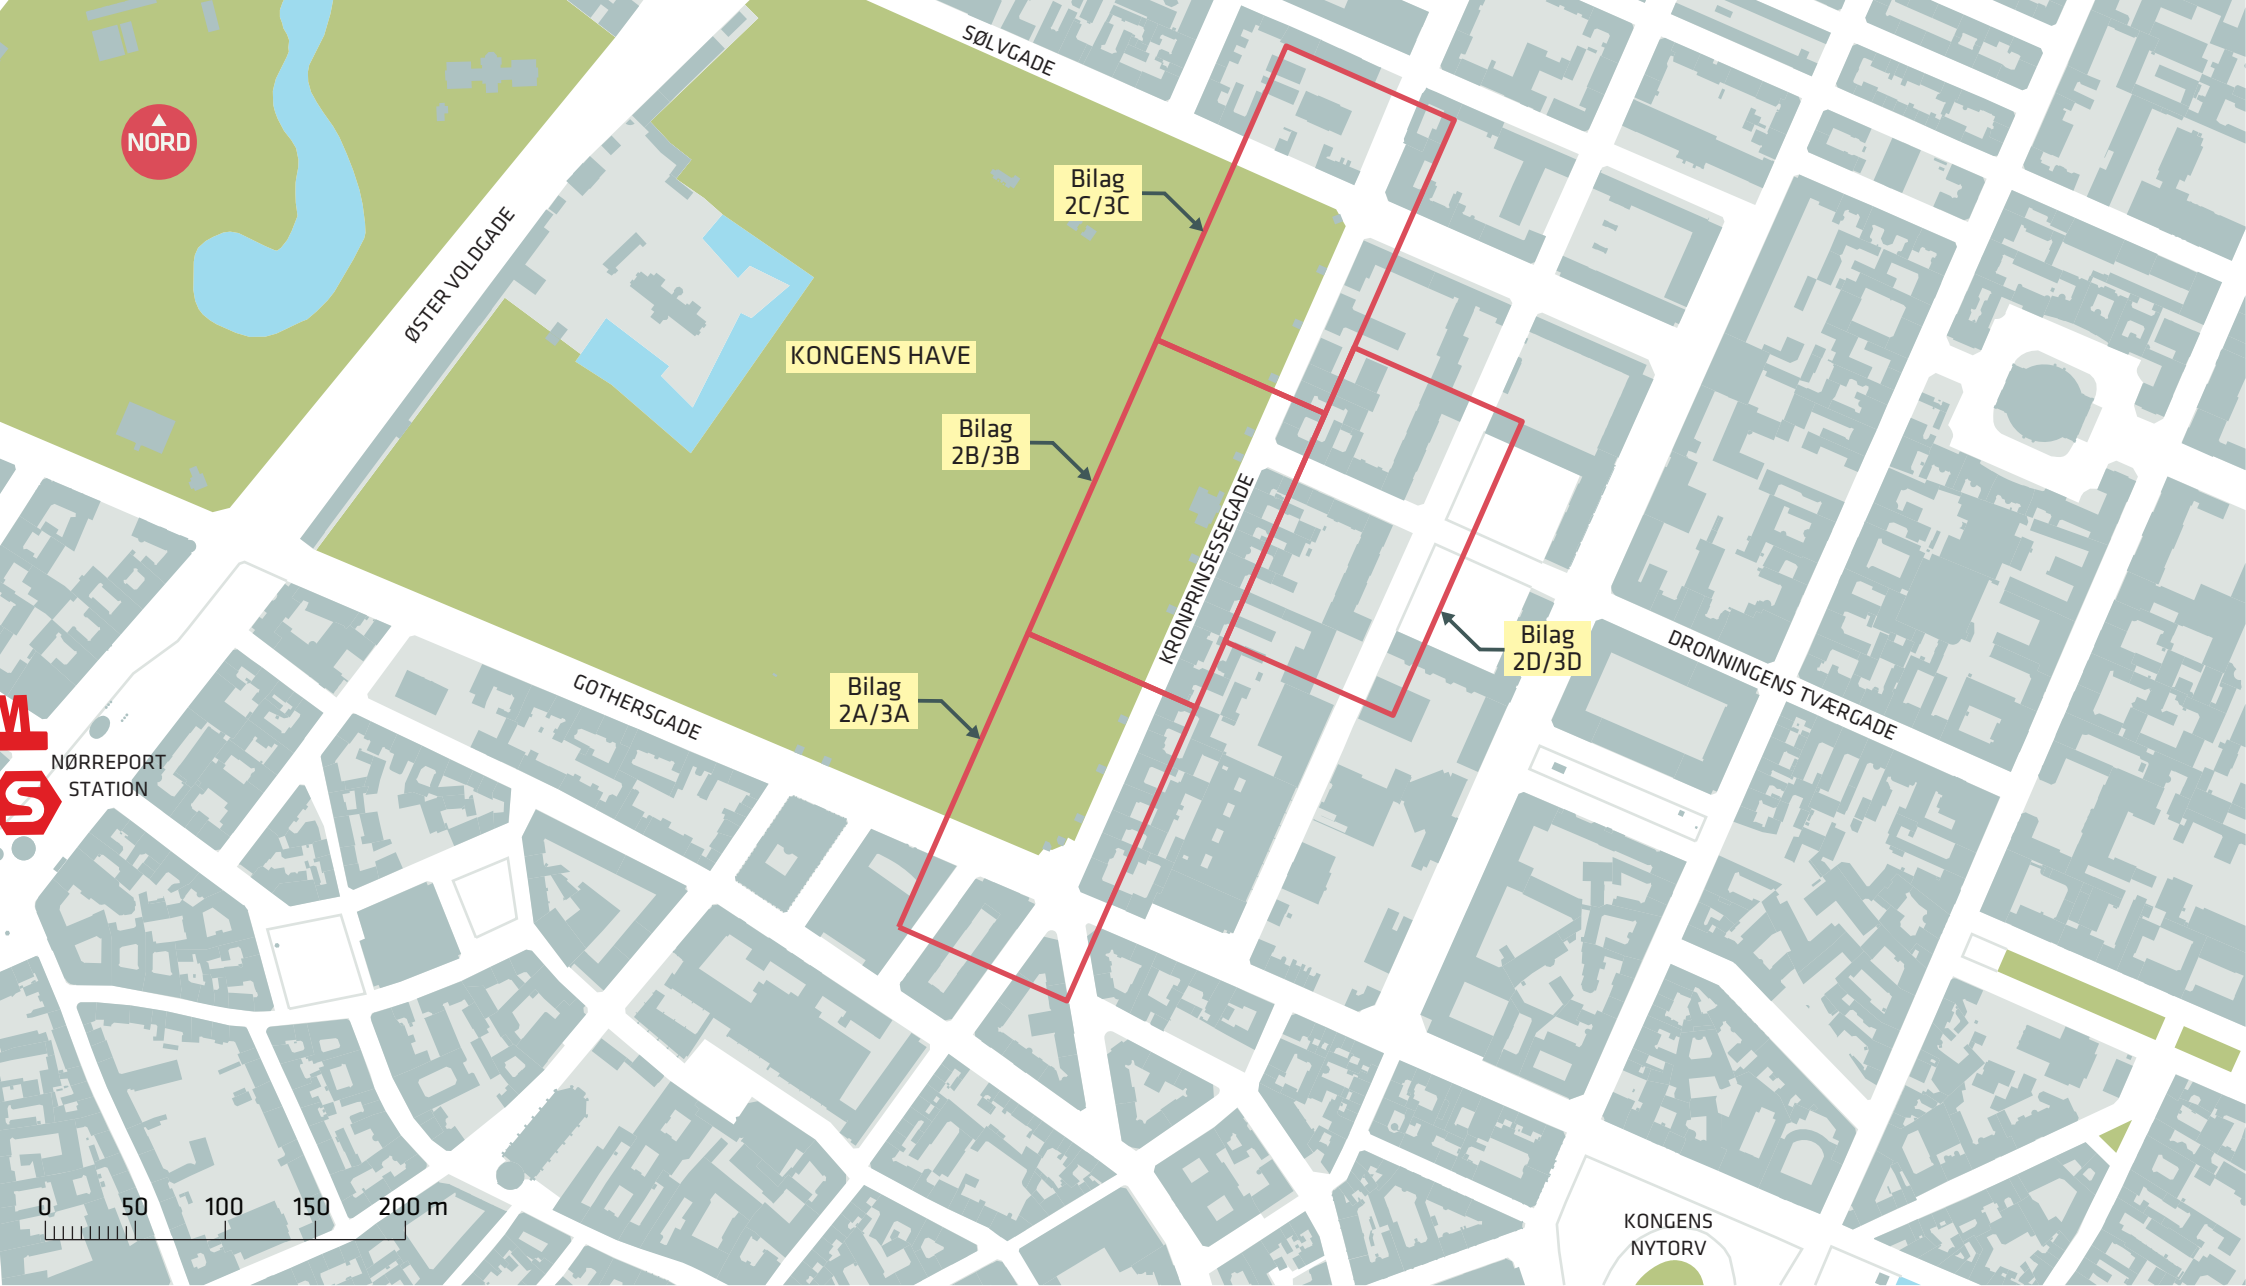 SØLVGADE
NORD
Bilag
2C/3C
ØSTER VOLDGADE
KONGENS HAVE
Bilag
2B/3B
KRONPRINSESSEGADE
Bilag
2D/3D
DRONNINGENS TVÆRGADE
GOTHERSGADE
Bilag
2A/3A
M
NØRREPORT
STATION
S
0 50 100 150 200 m
KONGENS
NYTORV